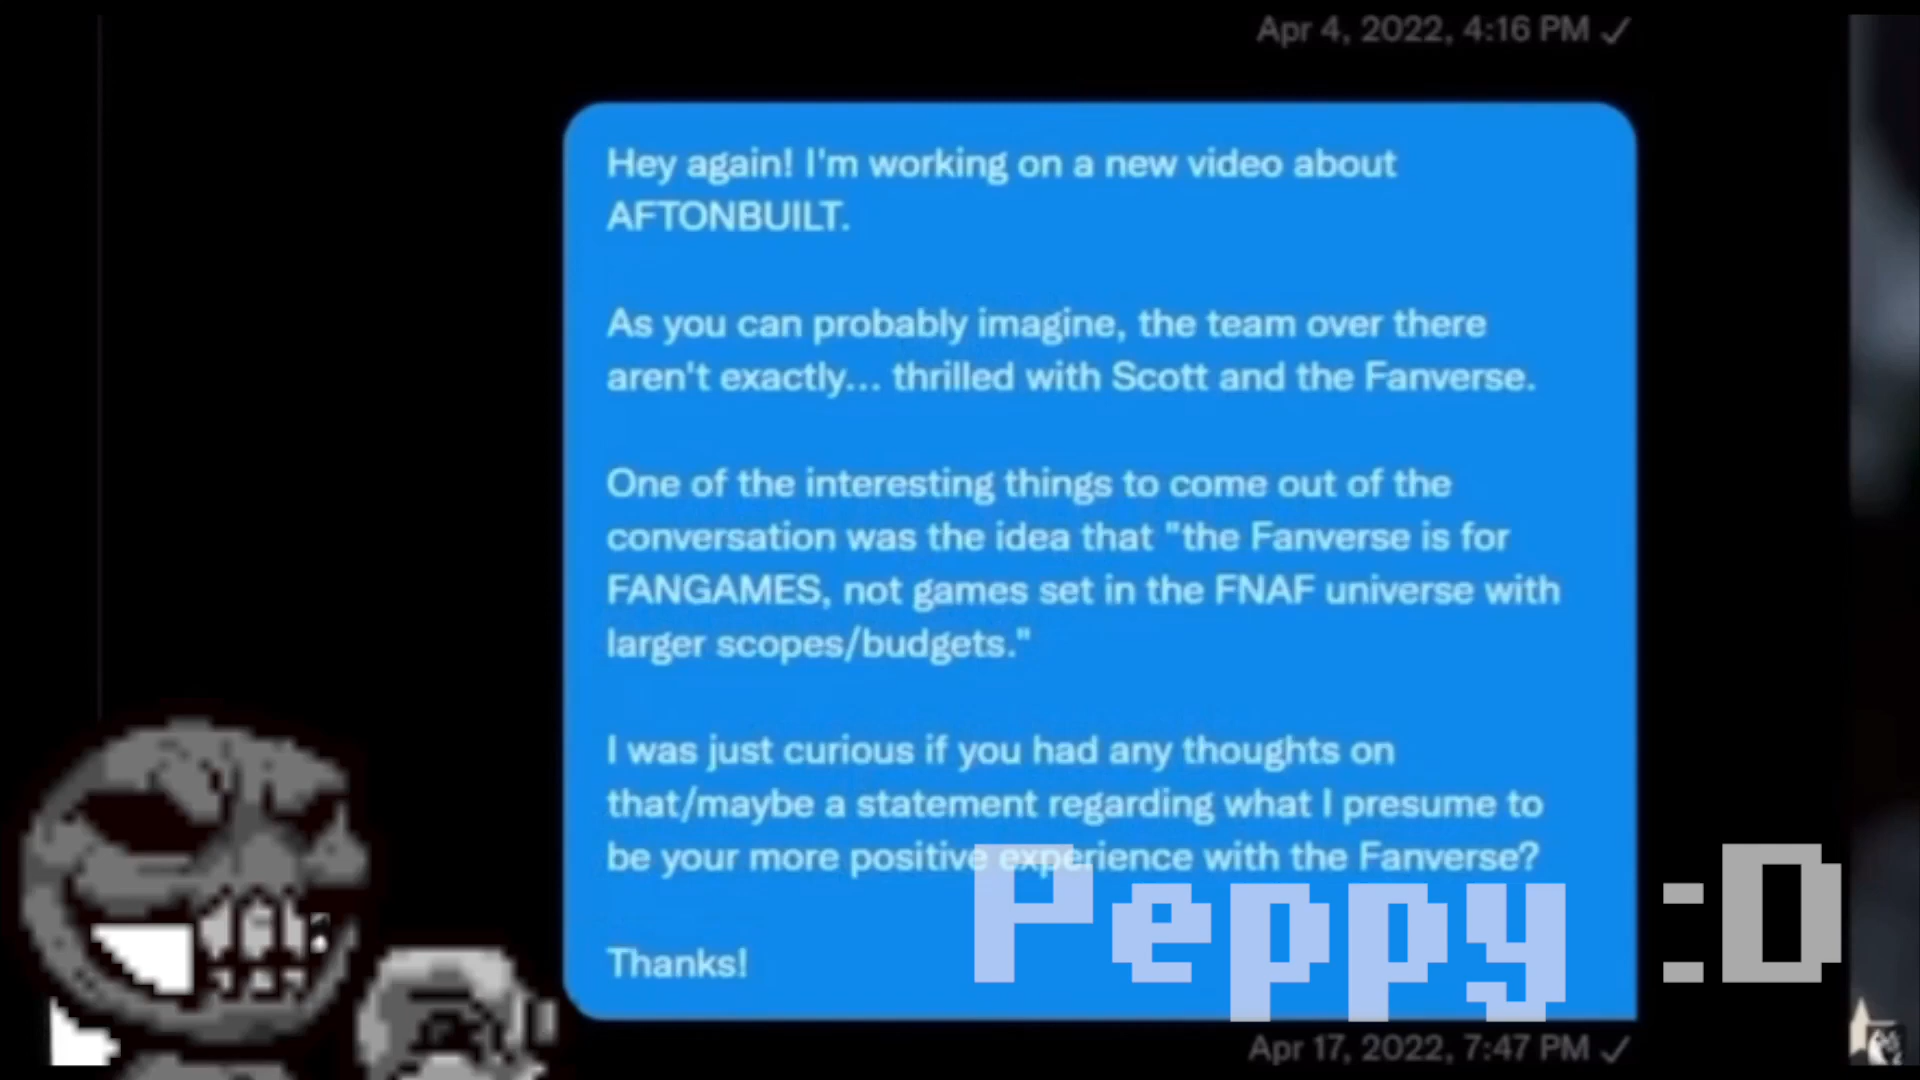 Apr 4, 2022, 4:16 PM ✓
Hey again! I'm working on a new video about
AFTONBUILT.
As you can probably imagine, the team over there
aren't exactly... thrilled with Scott and the Fanverse.
One of the interesting things to come out of the
conversation was the idea that "the Fanverse is for
FANGAMES, not games set in the FNAF universe with
larger scopes/budgets."
I was just curious if you had any thoughts on
that/maybe a statement regarding what I presume to
be your more positive experience with the Fanverse?
Thanks!
Peppy :D
Apr 17, 2022, 7:47 PM ✓